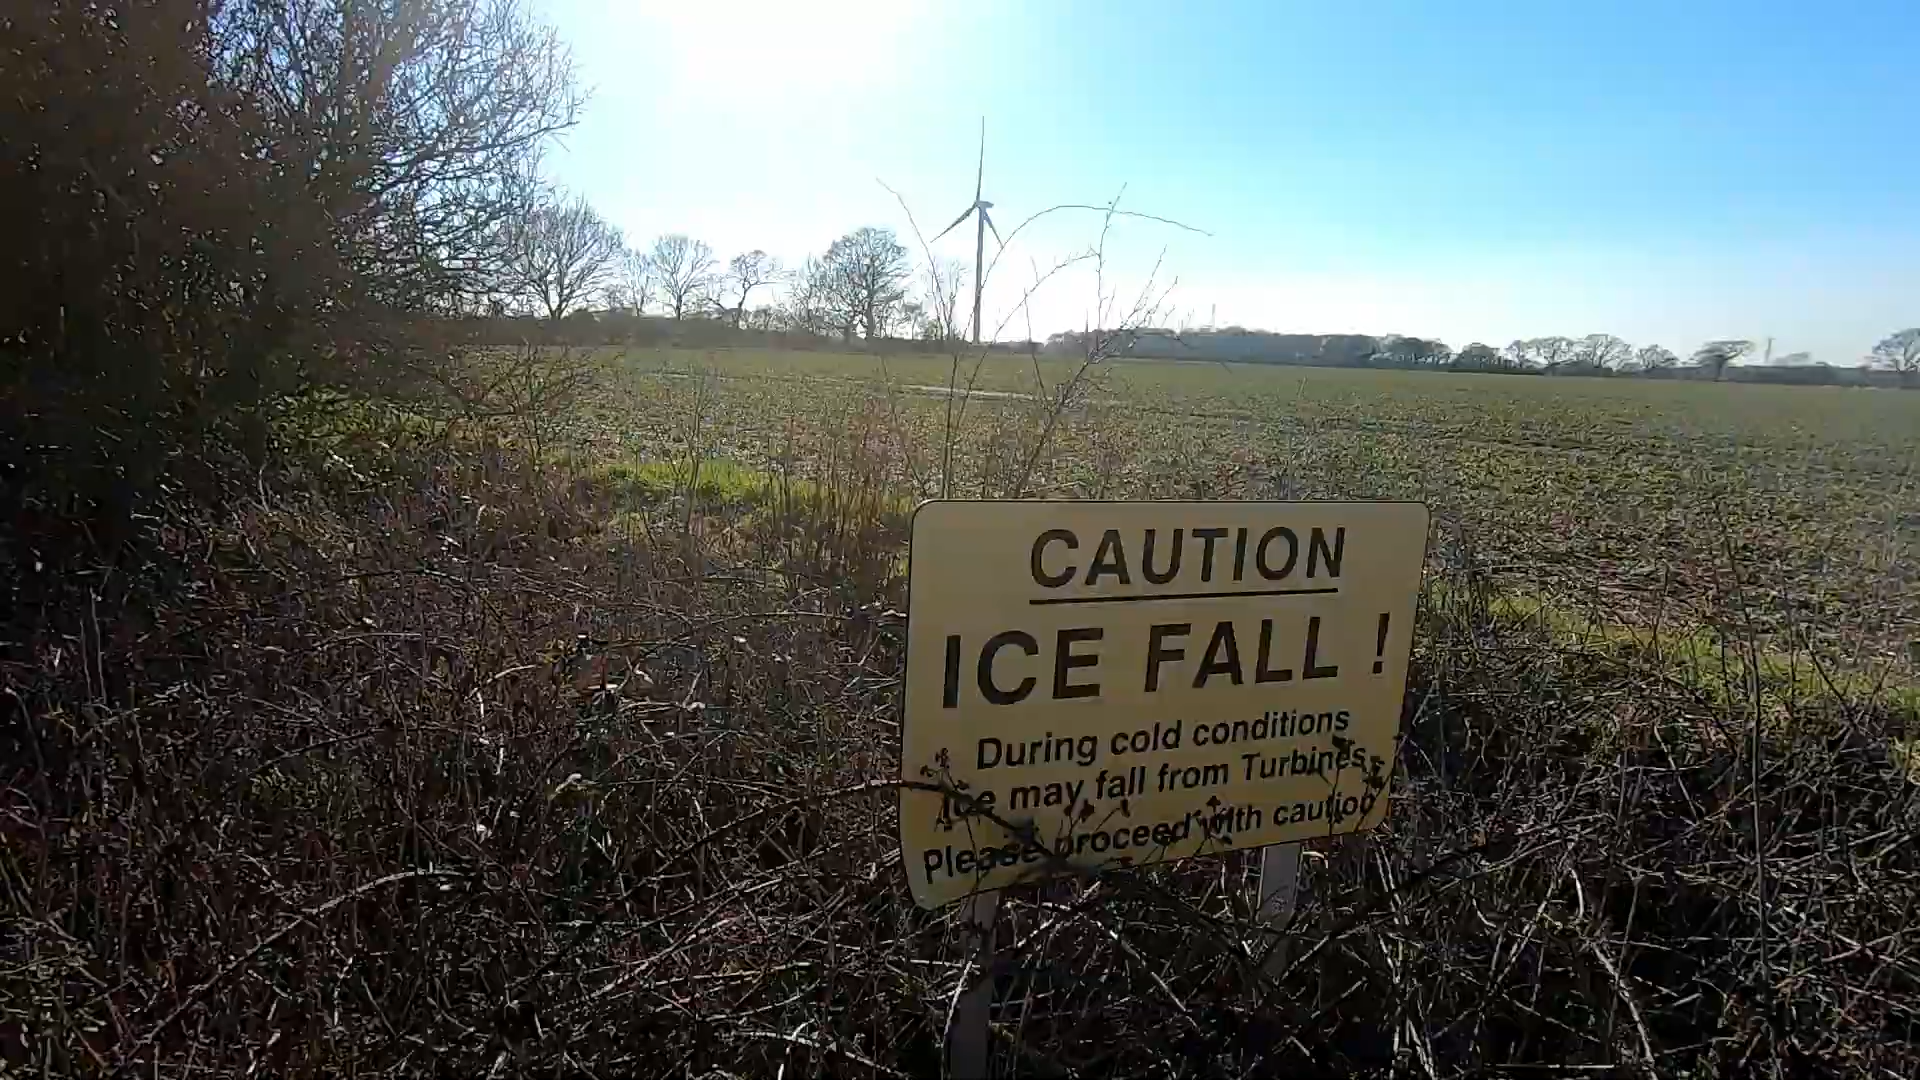 CAUTION
ICE FALL !
During cold conditions
Ice may fall from Turbines
Please proceed with caution